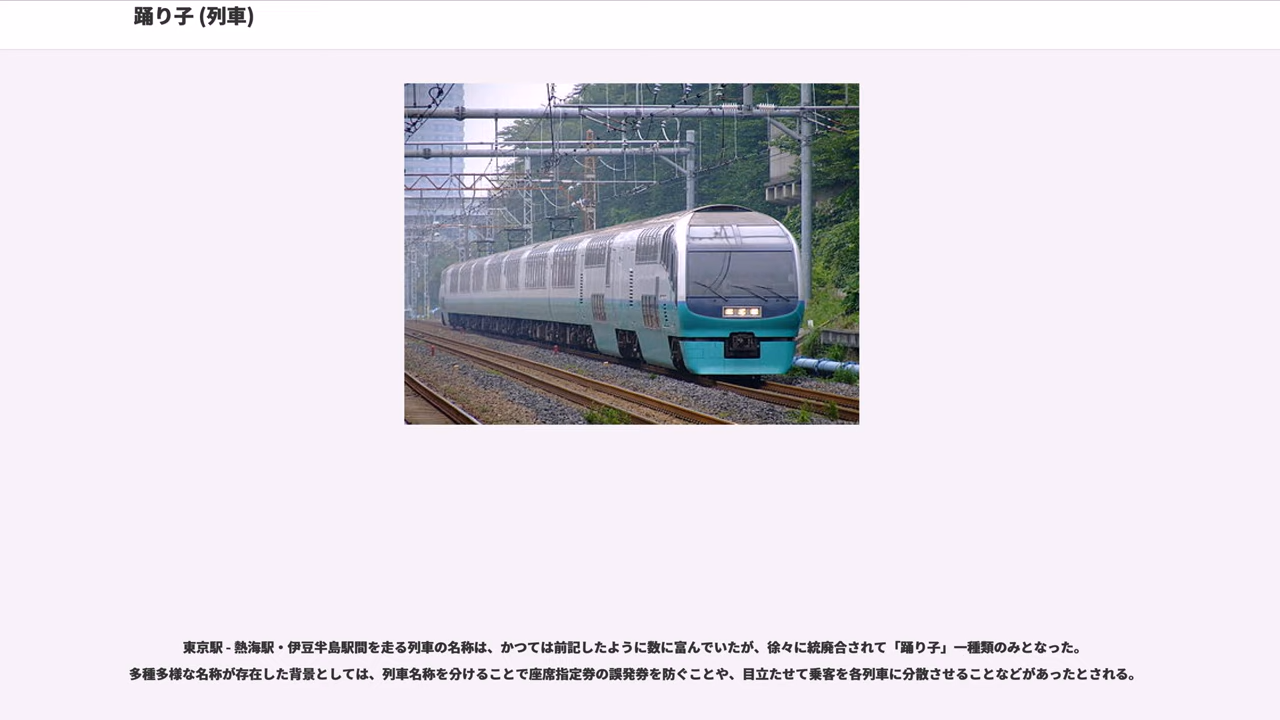 踊り子 (列車)
東京駅 - 熱海駅・伊豆半島駅間を走る列車の名称は、かつては前記したように数に富んでいたが、徐々に統廃合されて「踊り子」一種類のみとなった。
多種多様な名称が存在した背景としては、列車名称を分けることで座席指定券の誤発券を防ぐことや、目立たせて乗客を各列車に分散させることなどがあったとされる。